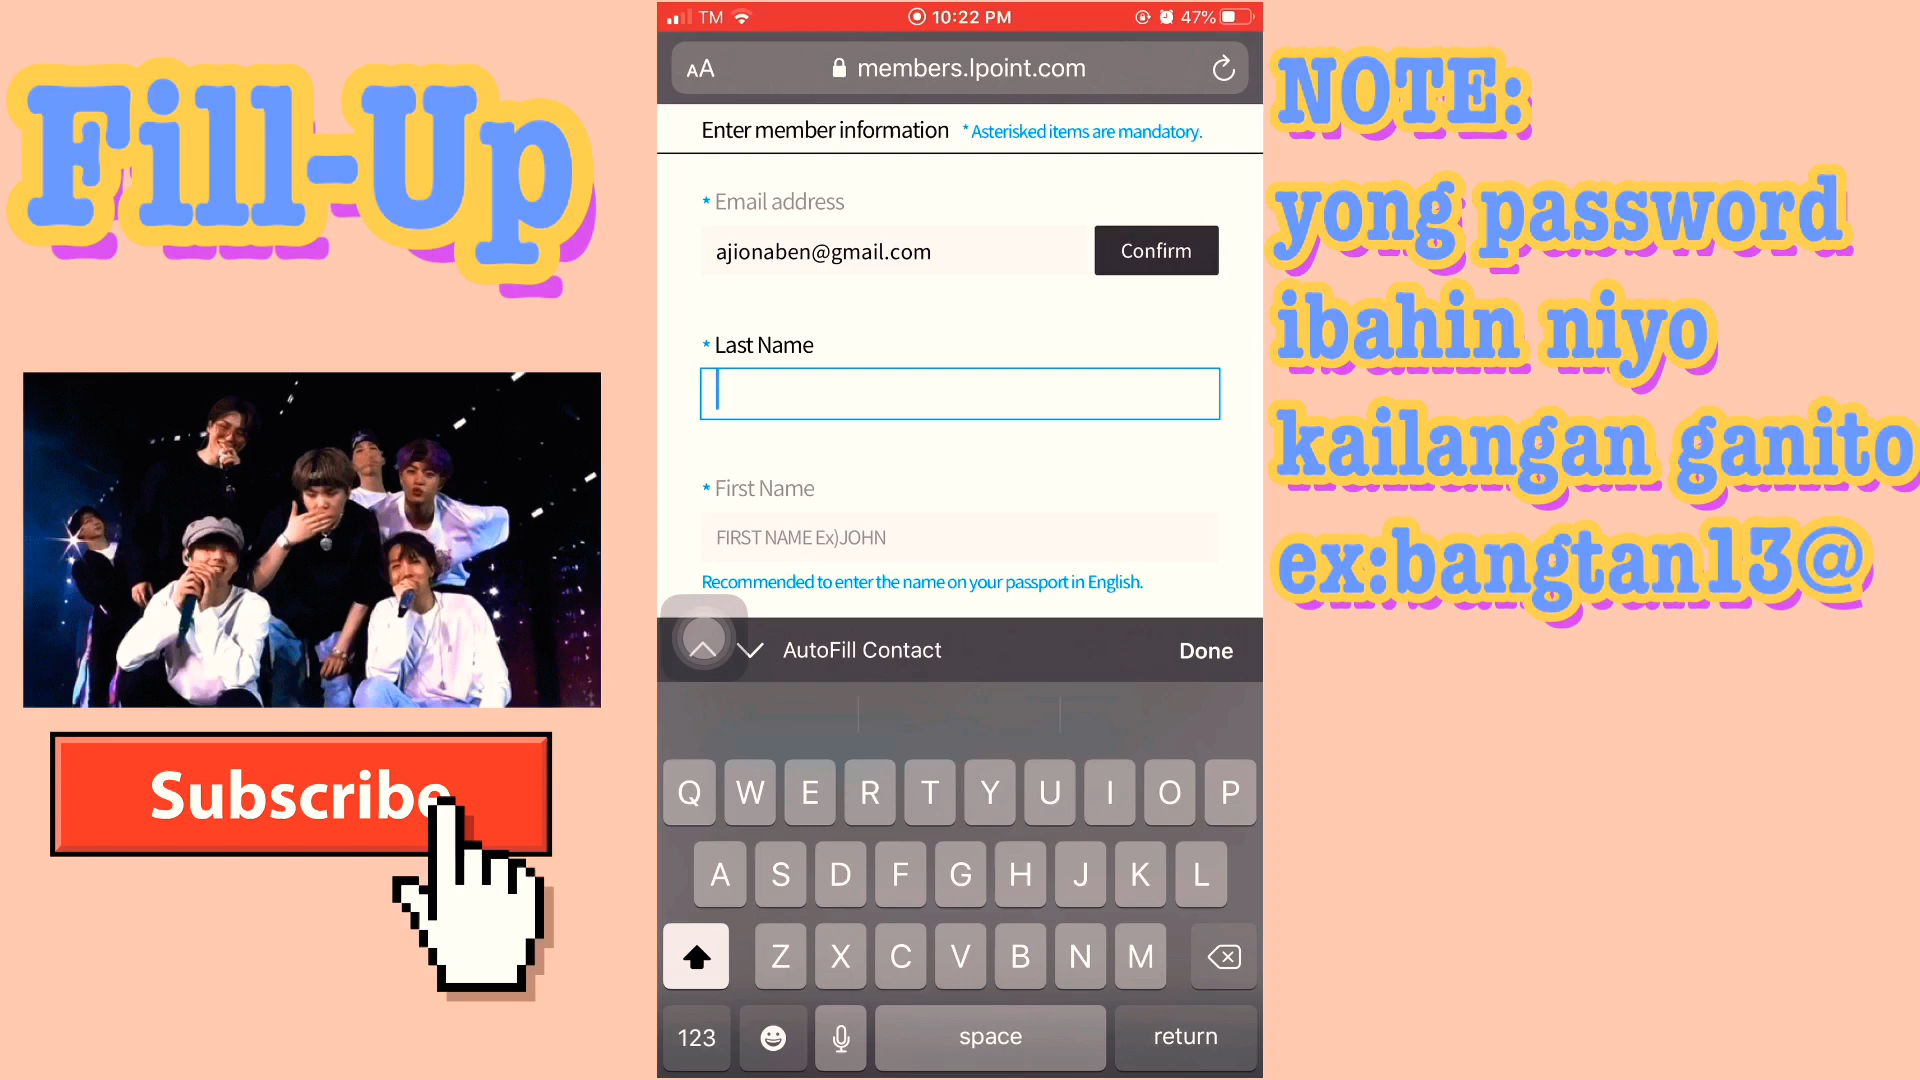 Fill-Up
Subscribe
TM
10:22 PM
47%
AA
members.lpoint.com
Enter member information * Asterisked items are mandatory.
* Email address
ajionaben@gmail.com
Confirm
* Last Name
* First Name
FIRST NAME Ex)JOHN
Recommended to enter the name on your passport in English.
AutoFill Contact
Done
Q W E R T Y U I O P
A S D F G H J K L
Z X C V B N M
123
space
return
NOTE:
yong password
ibahin niyo
kailangan ganito
ex:bangtan13@